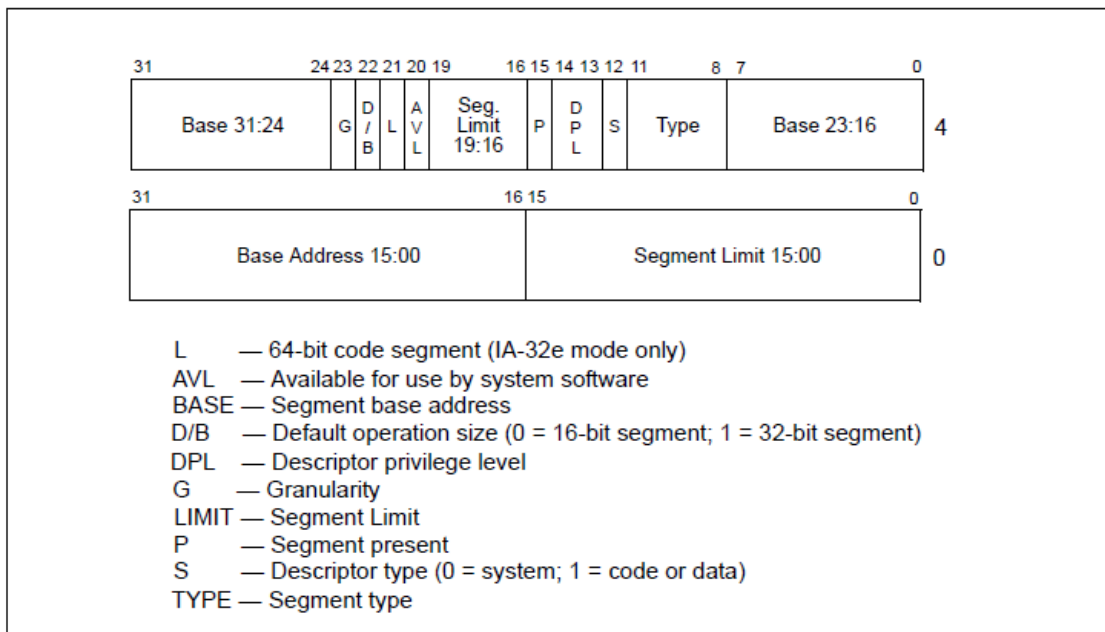 31 24 23 22 21 20 19 16 15 14 13 12 11 8 7 0
Base 31:24 G D/B L AVL Seg. Limit 19:16 P DPL S Type Base 23:16 4
31 16 15 0
Base Address 15:00 Segment Limit 15:00 0
L — 64-bit code segment (IA-32e mode only)
AVL — Available for use by system software
BASE — Segment base address
D/B — Default operation size (0 = 16-bit segment; 1 = 32-bit segment)
DPL — Descriptor privilege level
G — Granularity
LIMIT — Segment Limit
P — Segment present
S — Descriptor type (0 = system; 1 = code or data)
TYPE — Segment type